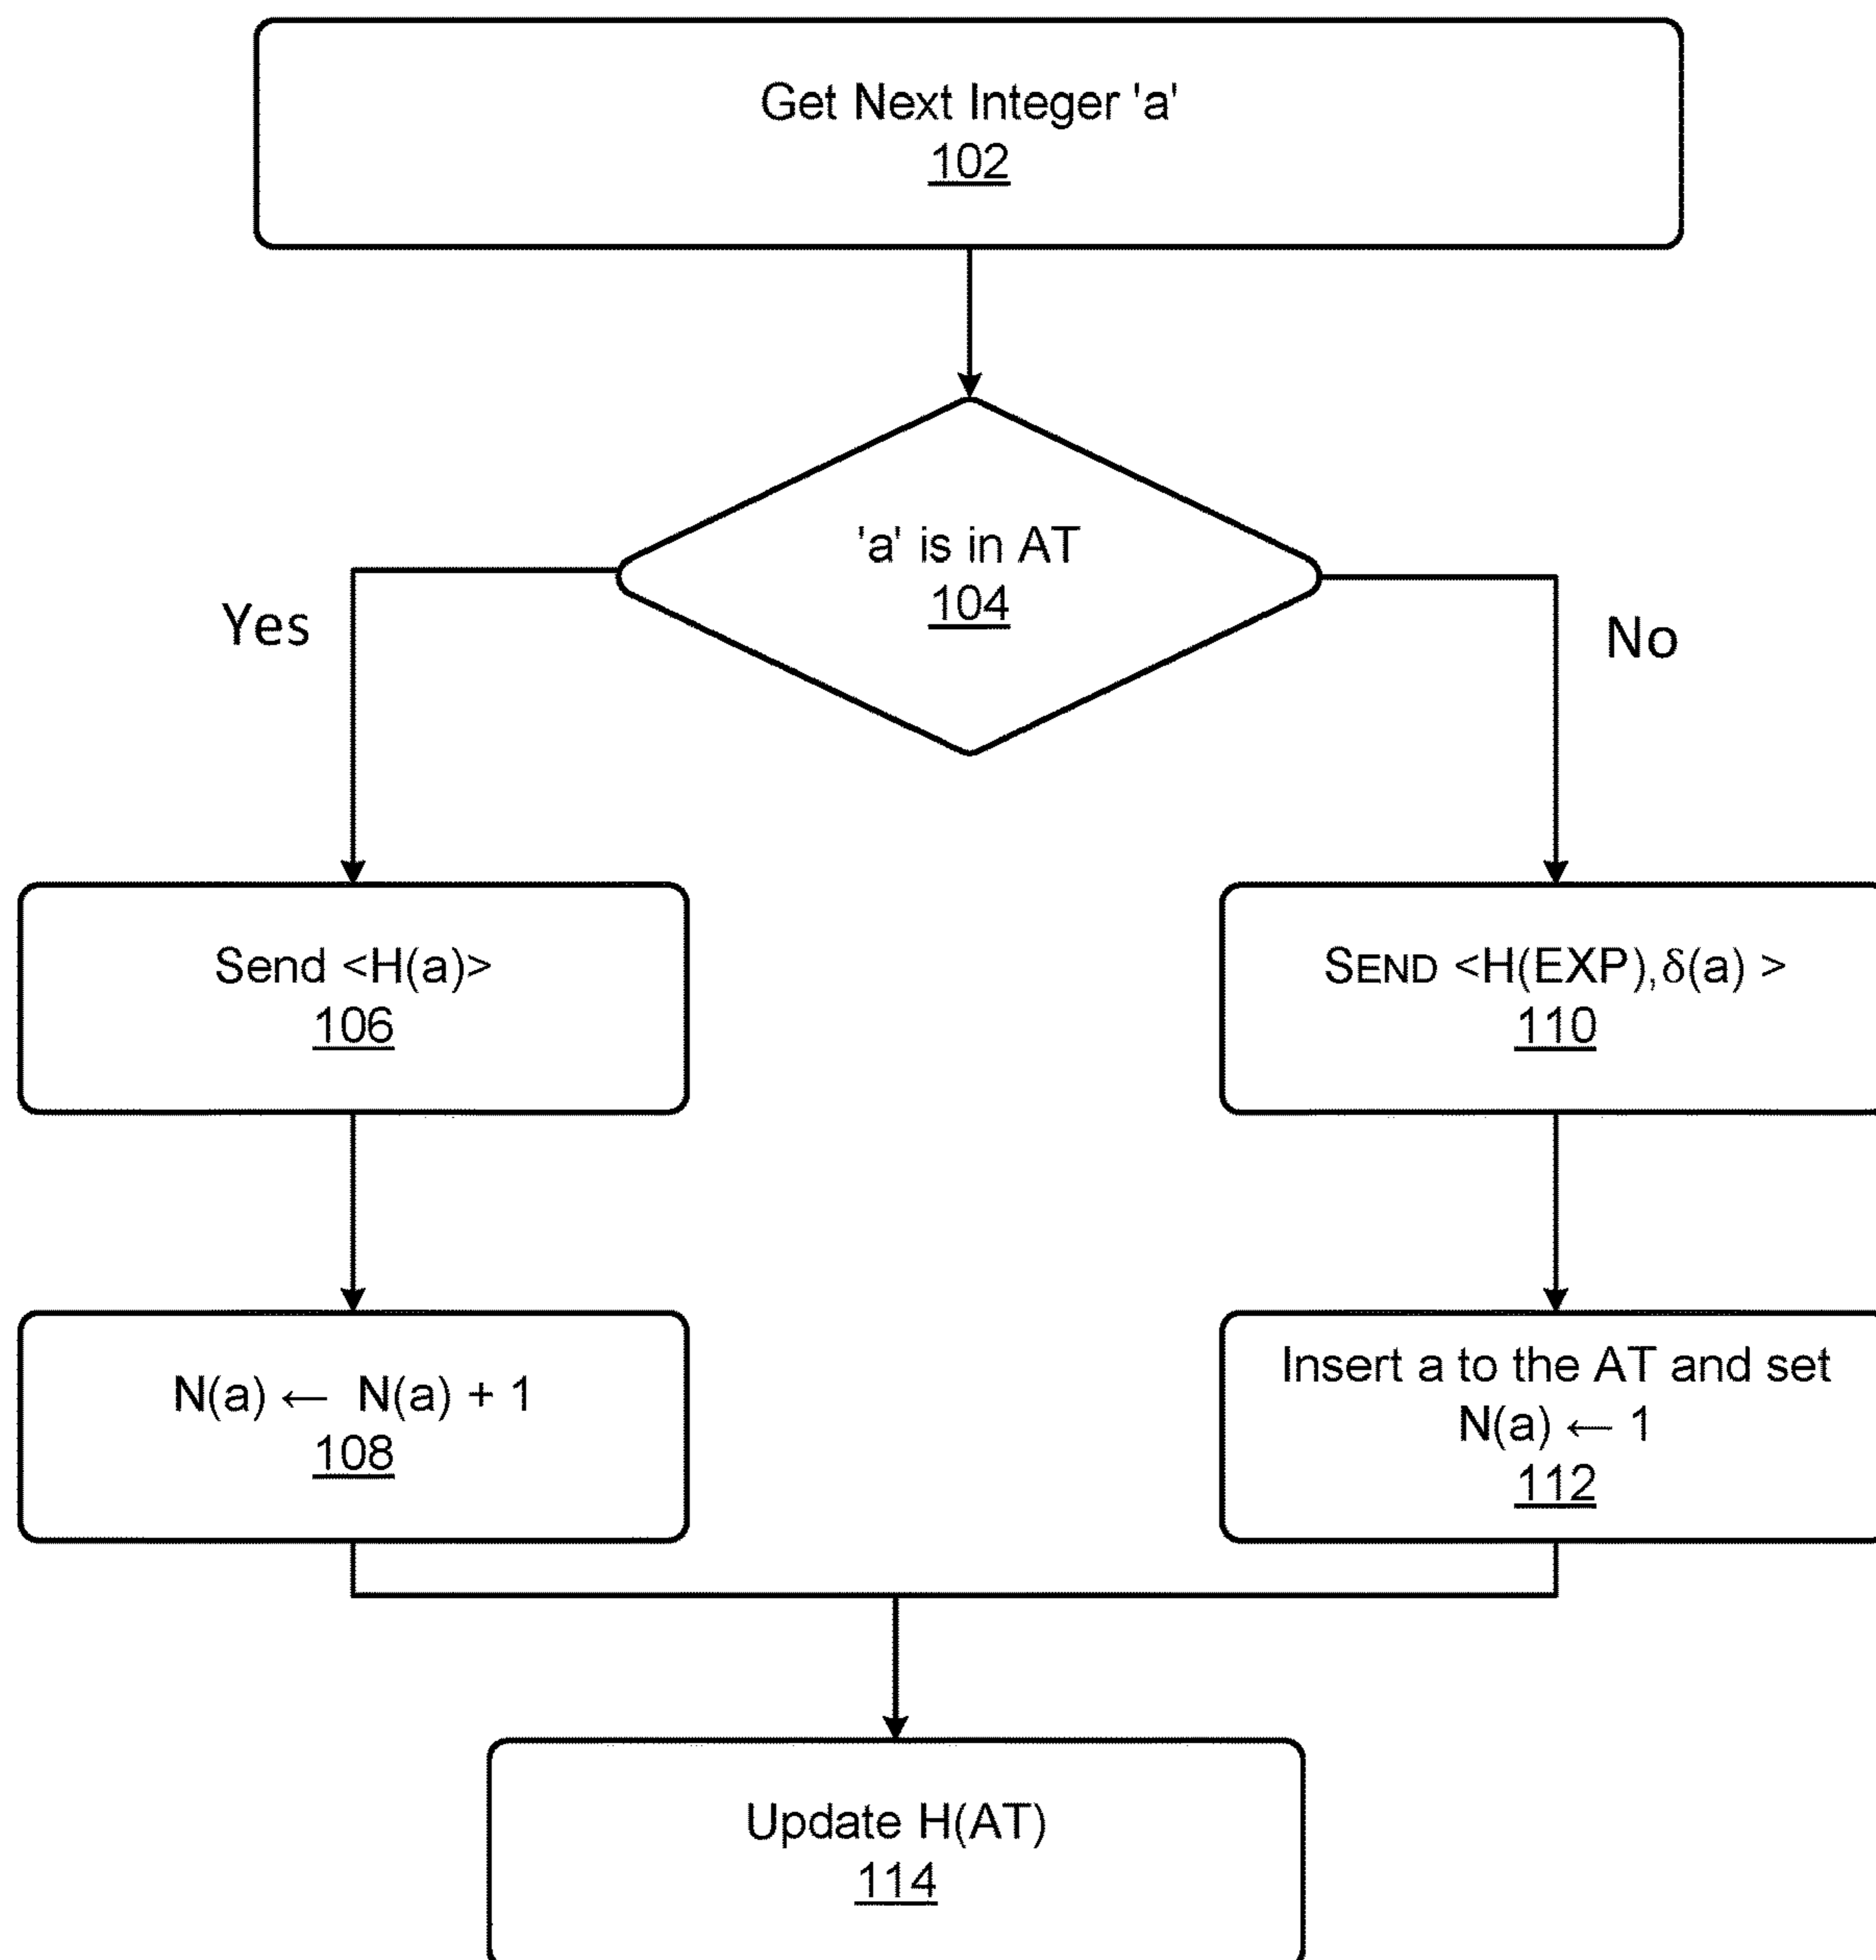 Get Next Integer 'a'
102
'a' is in AT
104
Yes
No
Send <H(a)>
106
SEND <H(EXP),δ(a) >
110
N(a) ← N(a) + 1
108
Insert a to the AT and set
N(a) ← 1
112
Update H(AT)
114